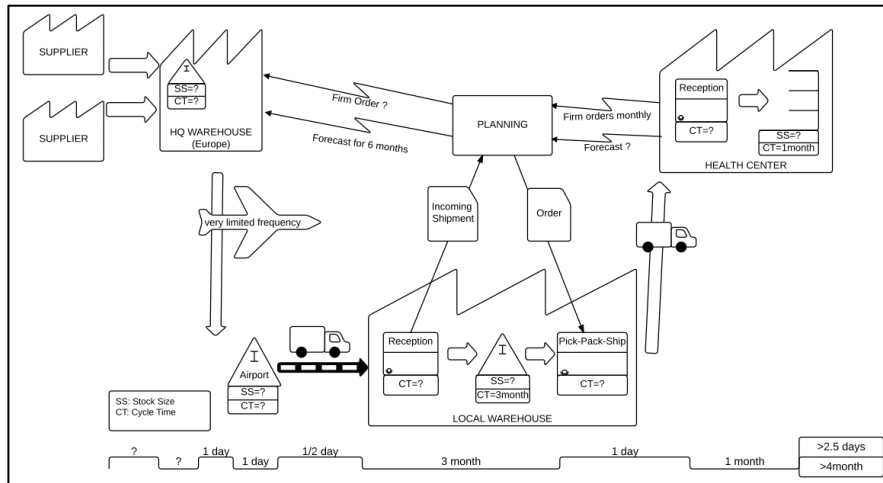 SUPPLIER
SUPPLIER
I
SS=?
CT=?
HQ WAREHOUSE
(Europe)
Firm Order ?
Forecast for 6 months
PLANNING
Firm orders monthly
Forecast ?
Reception
CT=?
SS=?
CT=1month
HEALTH CENTER
very limited frequency
Incoming
Shipment
Order
I
Airport
SS=?
CT=?
Reception
CT=?
I
SS=?
CT=3month
Pick-Pack-Ship
CT=?
LOCAL WAREHOUSE
SS: Stock Size
CT: Cycle Time
?
?
1 day
1 day
1/2 day
3 month
1 day
1 month
>2.5 days
>4month